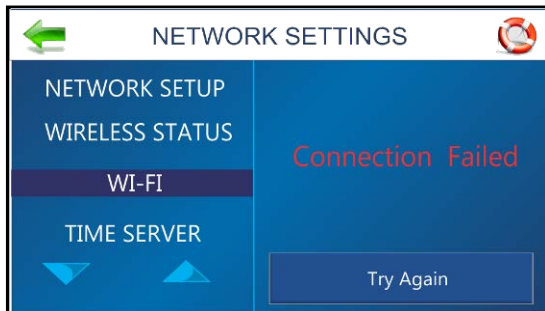 NETWORK SETTINGS
NETWORK SETUP
WIRELESS STATUS
WI-FI
TIME SERVER
Connection Failed
Try Again